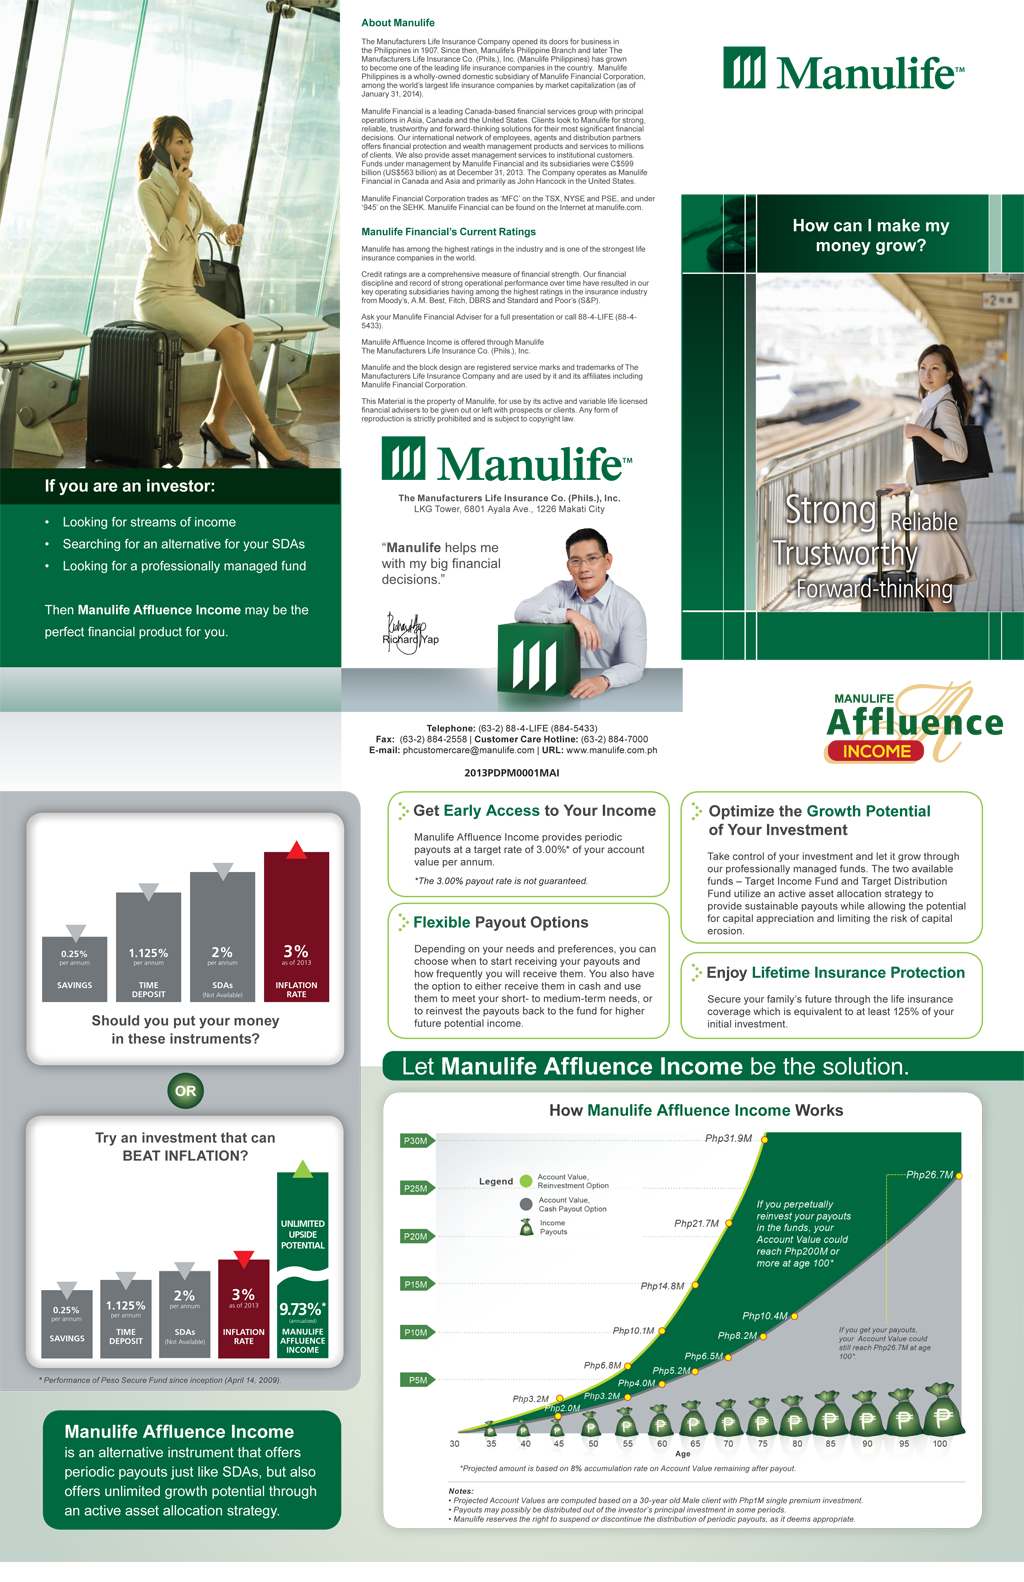 If you are an investor:
• Looking for streams of income
• Searching for an alternative for your SDAs
• Looking for a professionally managed fund
Then Manulife Affluence Income may be the
perfect financial product for you.
About Manulife
The Manufacturers Life Insurance Company opened its doors for business in
the Philippines in 1907. Since then, Manulife's Philippine Branch and later The
Manufacturers Life Insurance Co. (Phils.), Inc. (Manulife Philippines) has grown
to become one of the leading life insurance companies in the country. Manulife
Philippines is a wholly-owned domestic subsidiary of Manulife Financial Corporation,
among the world's largest life insurance companies by market capitalization (as of
January 31, 2014).
Manulife Financial is a leading Canada-based financial services group with principal
operations in Asia, Canada and the United States. Clients look to Manulife for strong,
reliable, trustworthy and forward-thinking solutions for their most significant financial
decisions. Our international network of employees, agents and distribution partners
offers financial protection and wealth management products and services to millions
of clients. We also provide asset management services to institutional customers.
Funds under management by Manulife Financial and its subsidiaries were C$599
billion (US$563 billion) as at December 31, 2013. The Company operates as Manulife
Financial in Canada and Asia and primarily as John Hancock in the United States.
Manulife Financial Corporation trades as 'MFC' on the TSX, NYSE and PSE, and under
'945' on the SEHK. Manulife Financial can be found on the Internet at manulife.com.
Manulife Financial's Current Ratings
Manulife has among the highest ratings in the industry and is one of the strongest life
insurance companies in the world.
Credit ratings are a comprehensive measure of financial strength. Our financial
discipline and record of strong operational performance over time have resulted in our
key operating subsidiaries having among the highest ratings in the insurance industry
from Moody's, A.M. Best, Fitch, DBRS and Standard and Poor's (S&P).
Ask your Manulife Financial Adviser for a full presentation or call 88-4-LIFE (88-4-
5433).
Manulife Affluence Income is offered through Manulife
The Manufacturers Life Insurance Co. (Phils.), Inc.
Manulife and the block design are registered service marks and trademarks of The
Manufacturers Life Insurance Company and are used by it and its affiliates including
Manulife Financial Corporation.
This Material is the property of Manulife, for use by its active and variable life licensed
financial advisers to be given out or left with prospects or clients. Any form of
reproduction is strictly prohibited and is subject to copyright law.
Manulife™
The Manufacturers Life Insurance Co. (Phils.), Inc.
LKG Tower, 6801 Ayala Ave., 1226 Makati City
"Manulife helps me
with my big financial
decisions."
Richard Yap
Telephone: (63-2) 88-4-LIFE (884-5433)
Fax: (63-2) 884-2558 | Customer Care Hotline: (63-2) 884-7000
E-mail: phcustomercare@manulife.com | URL: www.manulife.com.ph
2013PDPM0001MAI
Manulife™
How can I make my
money grow?
2
Strong Reliable
Trustworthy
Forward-thinking
MANULIFE
Affluence
INCOME
0.25%
per annum
SAVINGS
1.125%
per annum
TIME
DEPOSIT
2%
per annum
SDAs
(Not Available)
3%
as of 2013
INFLATION
RATE
Should you put your money
in these instruments?
OR
Try an investment that can
BEAT INFLATION?
0.25%
per annum
SAVINGS
1.125%
per annum
TIME
DEPOSIT
2%
per annum
SDAs
(Not Available)
3%
as of 2013
INFLATION
RATE
UNLIMITED
UPSIDE
POTENTIAL
9.73%*
(annualized)
MANULIFE
AFFLUENCE
INCOME
* Performance of Peso Secure Fund since inception (April 14, 2009).
Manulife Affluence Income
is an alternative instrument that offers
periodic payouts just like SDAs, but also
offers unlimited growth potential through
an active asset allocation strategy.
Get Early Access to Your Income
Manulife Affluence Income provides periodic
payouts at a target rate of 3.00%* of your account
value per annum.
*The 3.00% payout rate is not guaranteed.
Flexible Payout Options
Depending on your needs and preferences, you can
choose when to start receiving your payouts and
how frequently you will receive them. You also have
the option to either receive them in cash and use
them to meet your short- to medium-term needs, or
to reinvest the payouts back to the fund for higher
future potential income.
Optimize the Growth Potential
of Your Investment
Take control of your investment and let it grow through
our professionally managed funds. The two available
funds – Target Income Fund and Target Distribution
Fund utilize an active asset allocation strategy to
provide sustainable payouts while allowing the potential
for capital appreciation and limiting the risk of capital
erosion.
Enjoy Lifetime Insurance Protection
Secure your family's future through the life insurance
coverage which is equivalent to at least 125% of your
initial investment.
Let Manulife Affluence Income be the solution.
How Manulife Affluence Income Works
P30M
P25M
P20M
P15M
P10M
P5M
Legend
Account Value,
Reinvestment Option
Account Value,
Cash Payout Option
Income
Payouts
Php31.9M
Php21.7M
Php14.8M
Php10.1M
Php6.8M
Php3.2M
Php26.7M
Php10.4M
Php8.2M
Php6.5M
Php5.2M
Php4.0M
Php3.2M
Php2.0M
If you perpetually
reinvest your payouts
in the funds, your
Account Value could
reach Php200M or
more at age 100*
If you get your payouts,
your Account Value could
still reach Php26.7M at age
100*.
30 35 40 45 50 55 60 65 70 75 80 85 90 95 100
Age
*Projected amount is based on 8% accumulation rate on Account Value remaining after payout.
Notes:
• Projected Account Values are computed based on a 30-year old Male client with Php1M single premium investment.
• Payouts may possibly be distributed out of the investor's principal investment in some periods.
• Manulife reserves the right to suspend or discontinue the distribution of periodic payouts, as it deems appropriate.